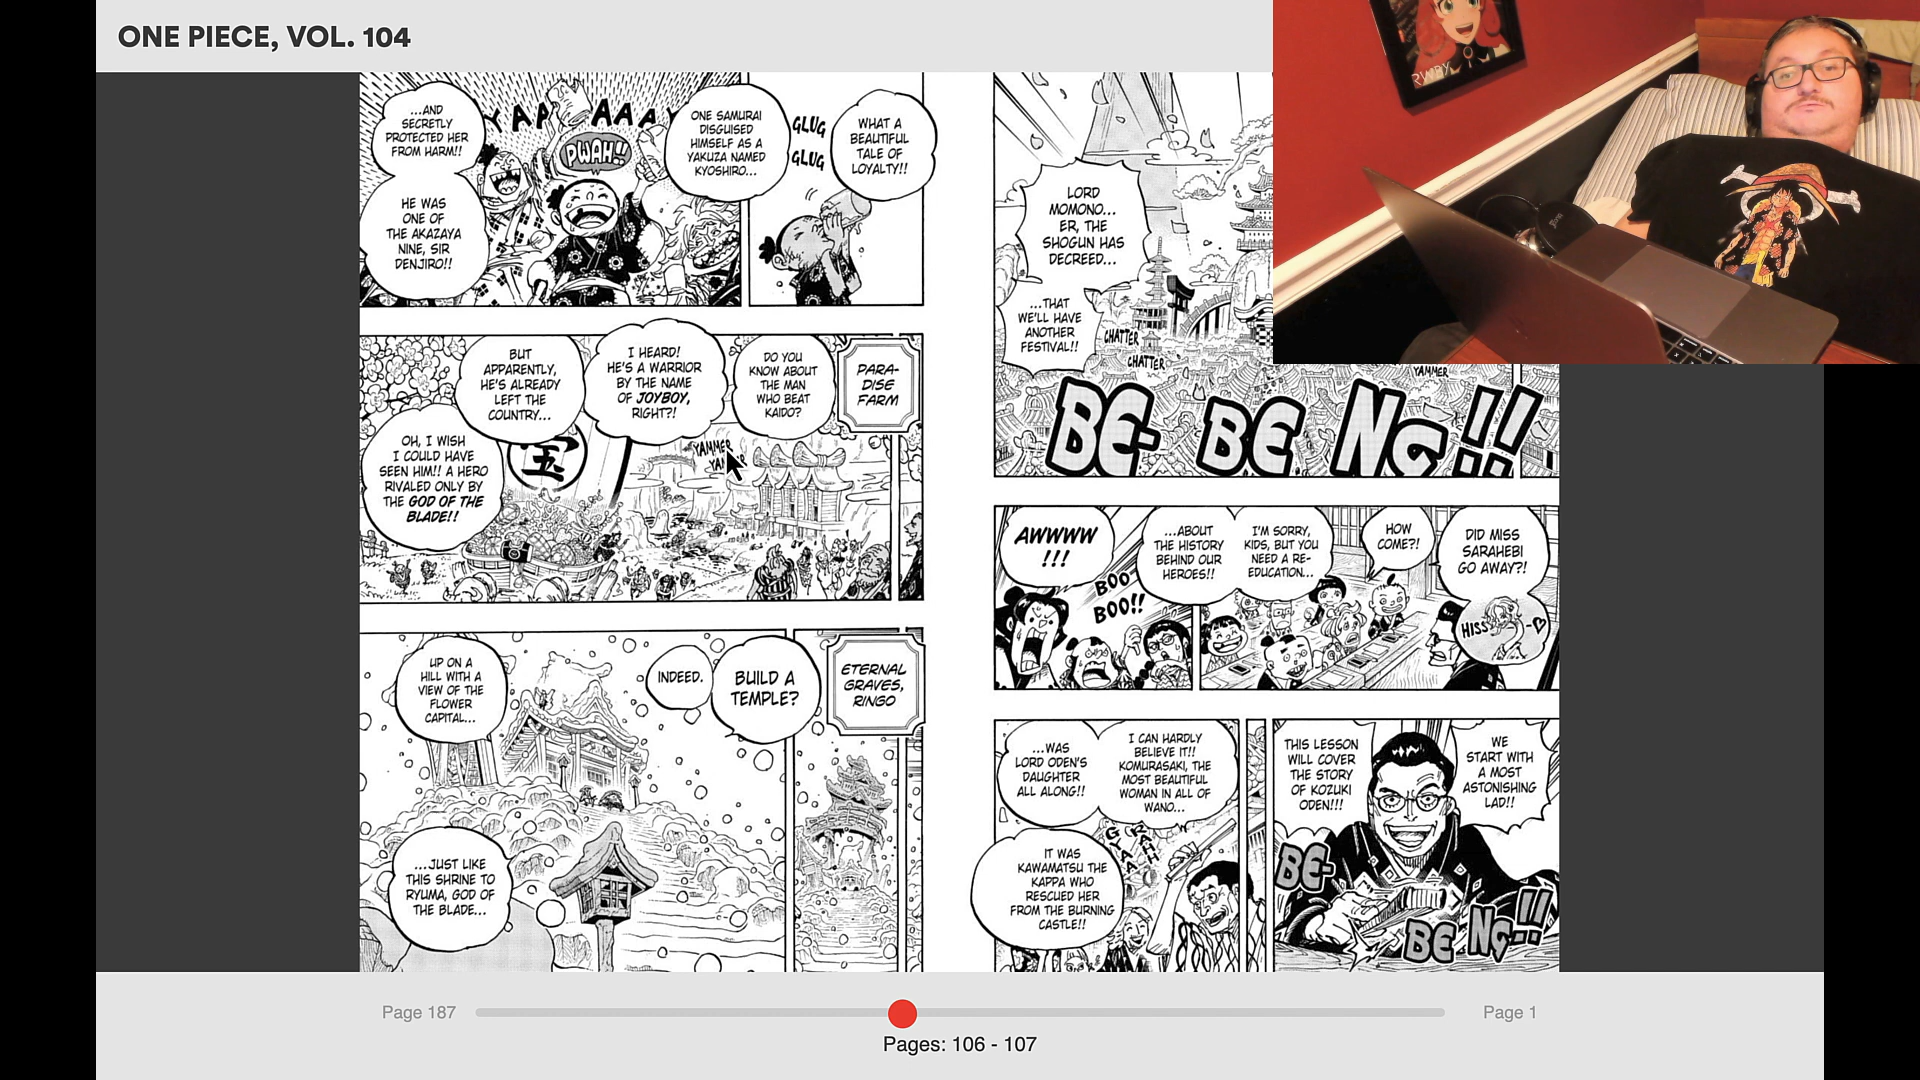 ONE PIECE, VOL. 104
RWBY
LORD
MOMONO...
ER, THE
SHOGUN HAS
DECREED...
...THAT
WE'LL HAVE
ANOTHER
FESTIVAL!!
CHATTER
CHATTER
YAMMER
BE- BE NG!!
DID MISS
SARAHEBI
GO AWAY?!
HISS
HOW
COME?!
I'M SORRY,
KIDS, BUT YOU
NEED A RE-
EDUCATION...
...ABOUT
THE HISTORY
BEHIND OUR
HEROES!!
AWWWW
!!!
BOO-
BOO!!
WE
START WITH
A MOST
ASTONISHING
LAD!!
THIS LESSON
WILL COVER
THE STORY
OF KOZUKI
ODEN!!!
BE-
BE NG!!
I CAN HARDLY
BELIEVE IT!!
KOMURASAKI, THE
MOST BEAUTIFUL
WOMAN IN ALL OF
WANO...
...WAS
LORD ODEN'S
DAUGHTER
ALL ALONG!!
GYAA
RAHH
IT WAS
KAWAMATSU THE
KAPPA WHO
RESCUED HER
FROM THE BURNING
CASTLE!!
WHAT A
BEAUTIFUL
TALE OF
LOYALTY!!
GLUG
GLUG
ONE SAMURAI
DISGUISED
HIMSELF AS A
YAKUZA NAMED
KYOSHIRO...
PWAH!!
...AND
SECRETLY
PROTECTED HER
FROM HARM!!
HE WAS
ONE OF
THE AKAZAYA
NINE, SIR
DENJIRO!!
PARA-
DISE
FARM
DO YOU
KNOW ABOUT
THE MAN
WHO BEAT
KAIDO?
I HEARD!
HE'S A WARRIOR
BY THE NAME
OF JOYBOY,
RIGHT?!
BUT
APPARENTLY,
HE'S ALREADY
LEFT THE
COUNTRY...
OH, I WISH
I COULD HAVE
SEEN HIM!! A HERO
RIVALED ONLY BY
THE GOD OF THE
BLADE!!
宝
YAMMER
ETERNAL
GRAVES,
RINGO
BUILD A
TEMPLE?
INDEED.
UP ON A
HILL WITH A
VIEW OF THE
FLOWER
CAPITAL...
...JUST LIKE
THIS SHRINE TO
RYUMA, GOD OF
THE BLADE...
Page 187
Page 1
Pages: 106 - 107